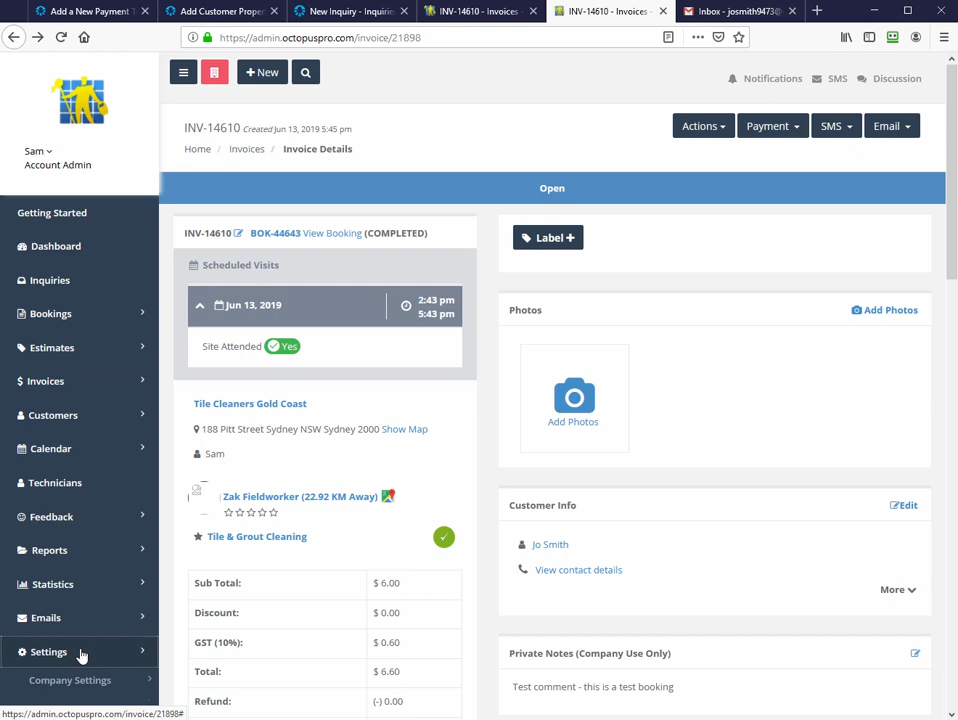 Add a New Payment T
Add Customer Proper
New Inquiry - Inquirie
INV-14610 - Invoices -
INV-14610 - Invoices -
Inbox - josmith9473@
https://admin.octopuspro.com/invoice/21898
Sam
Account Admin
Getting Started
Dashboard
Inquiries
Bookings
Estimates
Invoices
Customers
Calendar
Technicians
Feedback
Reports
Statistics
Emails
Settings
Company Settings
https://admin.octopuspro.com/invoice/21898#
+ New
Notifications
SMS
Discussion
INV-14610 Created Jun 13, 2019 5:45 pm
Home / Invoices / Invoice Details
Actions
Payment
SMS
Email
Open
INV-14610 BOK-44643 View Booking (COMPLETED)
Scheduled Visits
Jun 13, 2019
2:43 pm
5:43 pm
Site Attended Yes
Tile Cleaners Gold Coast
188 Pitt Street Sydney NSW Sydney 2000 Show Map
Sam
Zak Fieldworker (22.92 KM Away)
Tile & Grout Cleaning
Sub Total: $ 6.00
Discount: $ 0.00
GST (10%): $ 0.60
Total: $ 6.60
Refund: (-) 0.00
Label +
Photos
Add Photos
Add Photos
Customer Info
Edit
Jo Smith
View contact details
More
Private Notes (Company Use Only)
Test comment - this is a test booking